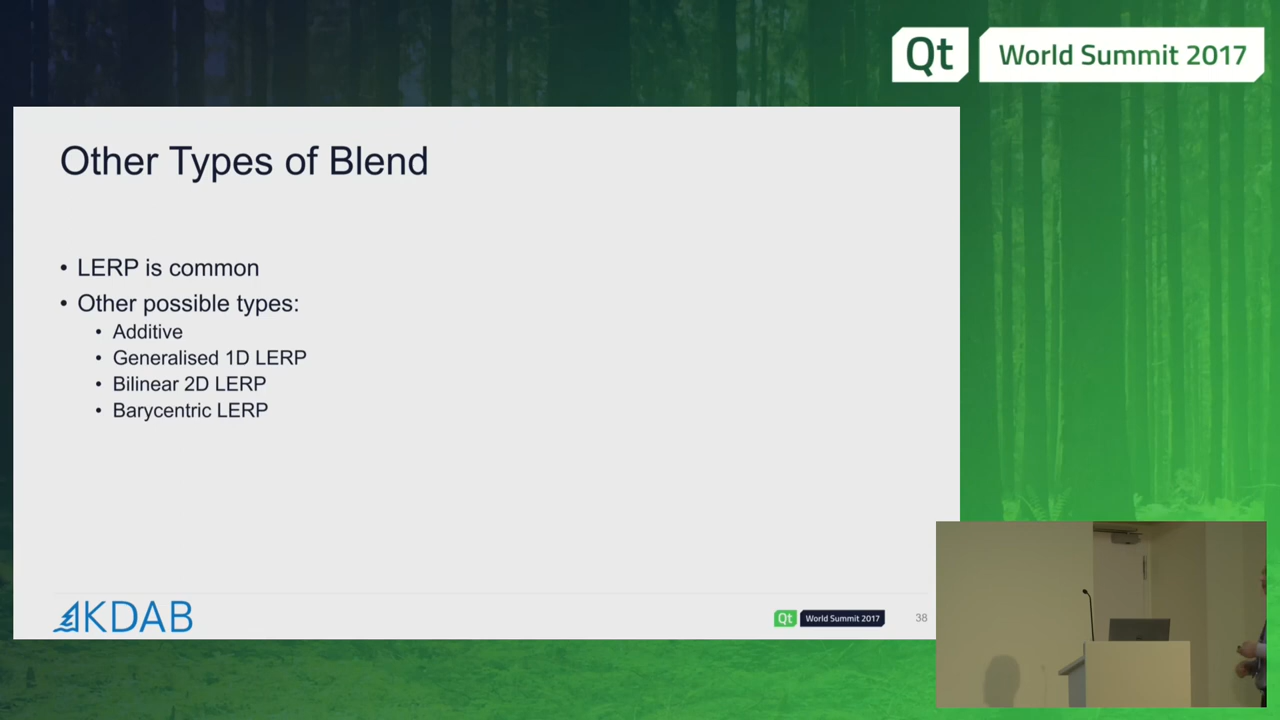 Qt World Summit 2017
Other Types of Blend
• LERP is common
• Other possible types:
• Additive
• Generalised 1D LERP
• Bilinear 2D LERP
• Barycentric LERP
KDAB
Qt World Summit 2017
38